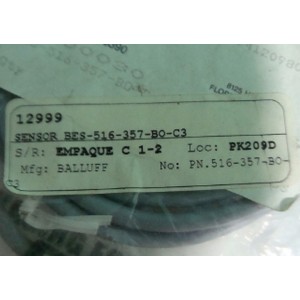 12999
SENSOR BES-516-357-BO-C3
S/R: EMPAQUE C 1-2 Loc: PK209D
Mfg: BALLUFF No: PN.516-357-BO-
C3